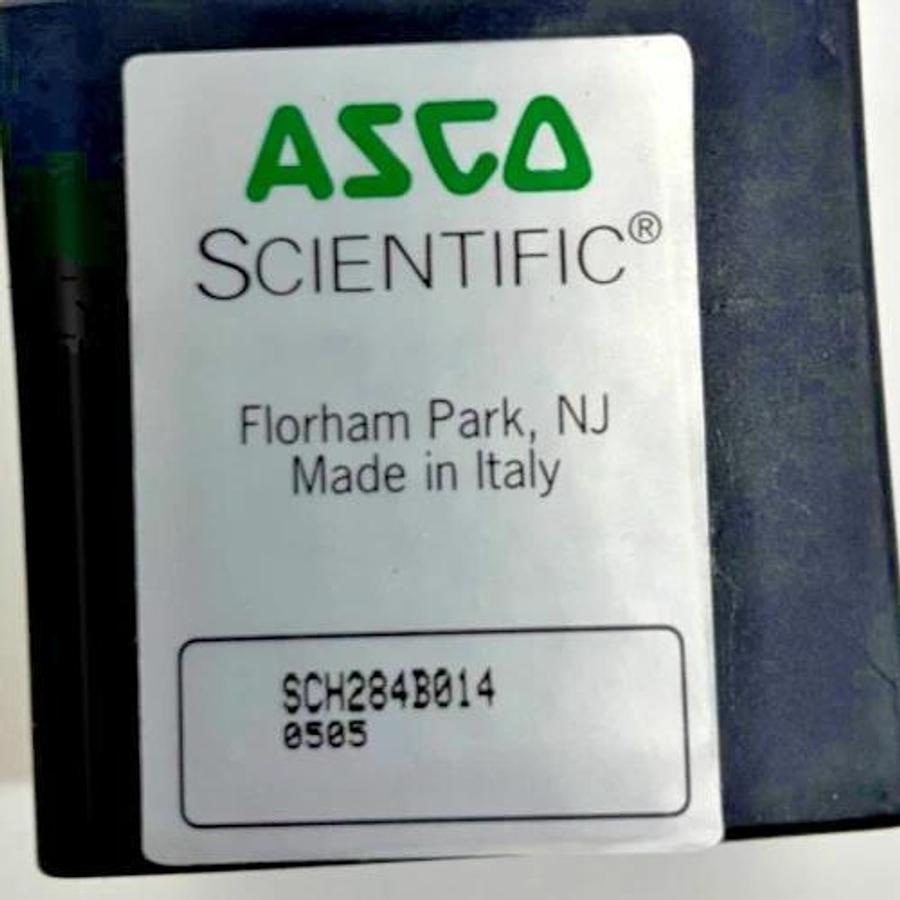 ASCO
SCIENTIFIC®
Florham Park, NJ
Made in Italy
SCH284B014
0505